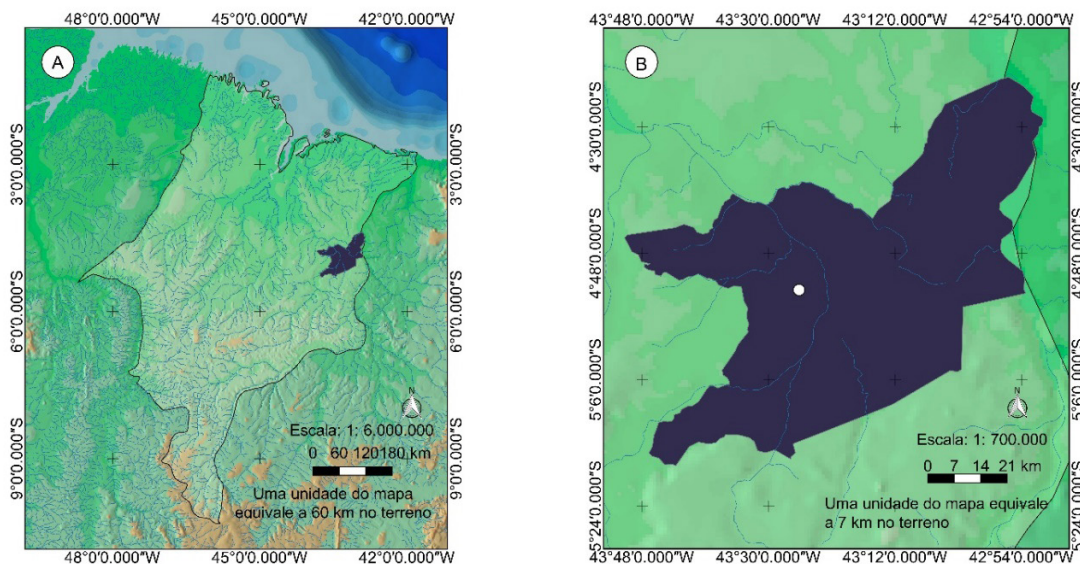 48°0'0.000"W 45°0'0.000"W 42°0'0.000"W
A
3°0'0.000"S
6°0'0.000"S
9°0'0.000"S
3°0'0.000"S
6°0'0.000"S
9°0'0.000"S
N
Escala: 1: 6.000.000
0 60 120180 km
Uma unidade do mapa
equivale a 60 km no terreno
48°0'0.000"W 45°0'0.000"W 42°0'0.000"W
43°48'0.000"W 43°30'0.000"W 43°12'0.000"W 42°54'0.000"W
B
4°30'0.000"S
4°48'0.000"S
5°6'0.000"S
5°24'0.000"S
4°30'0.000"S
4°48'0.000"S
5°6'0.000"S
5°24'0.000"S
N
Escala: 1: 700.000
0 7 14 21 km
Uma unidade do mapa equivale
a 7 km no terreno
43°48'0.000"W 43°30'0.000"W 43°12'0.000"W 42°54'0.000"W